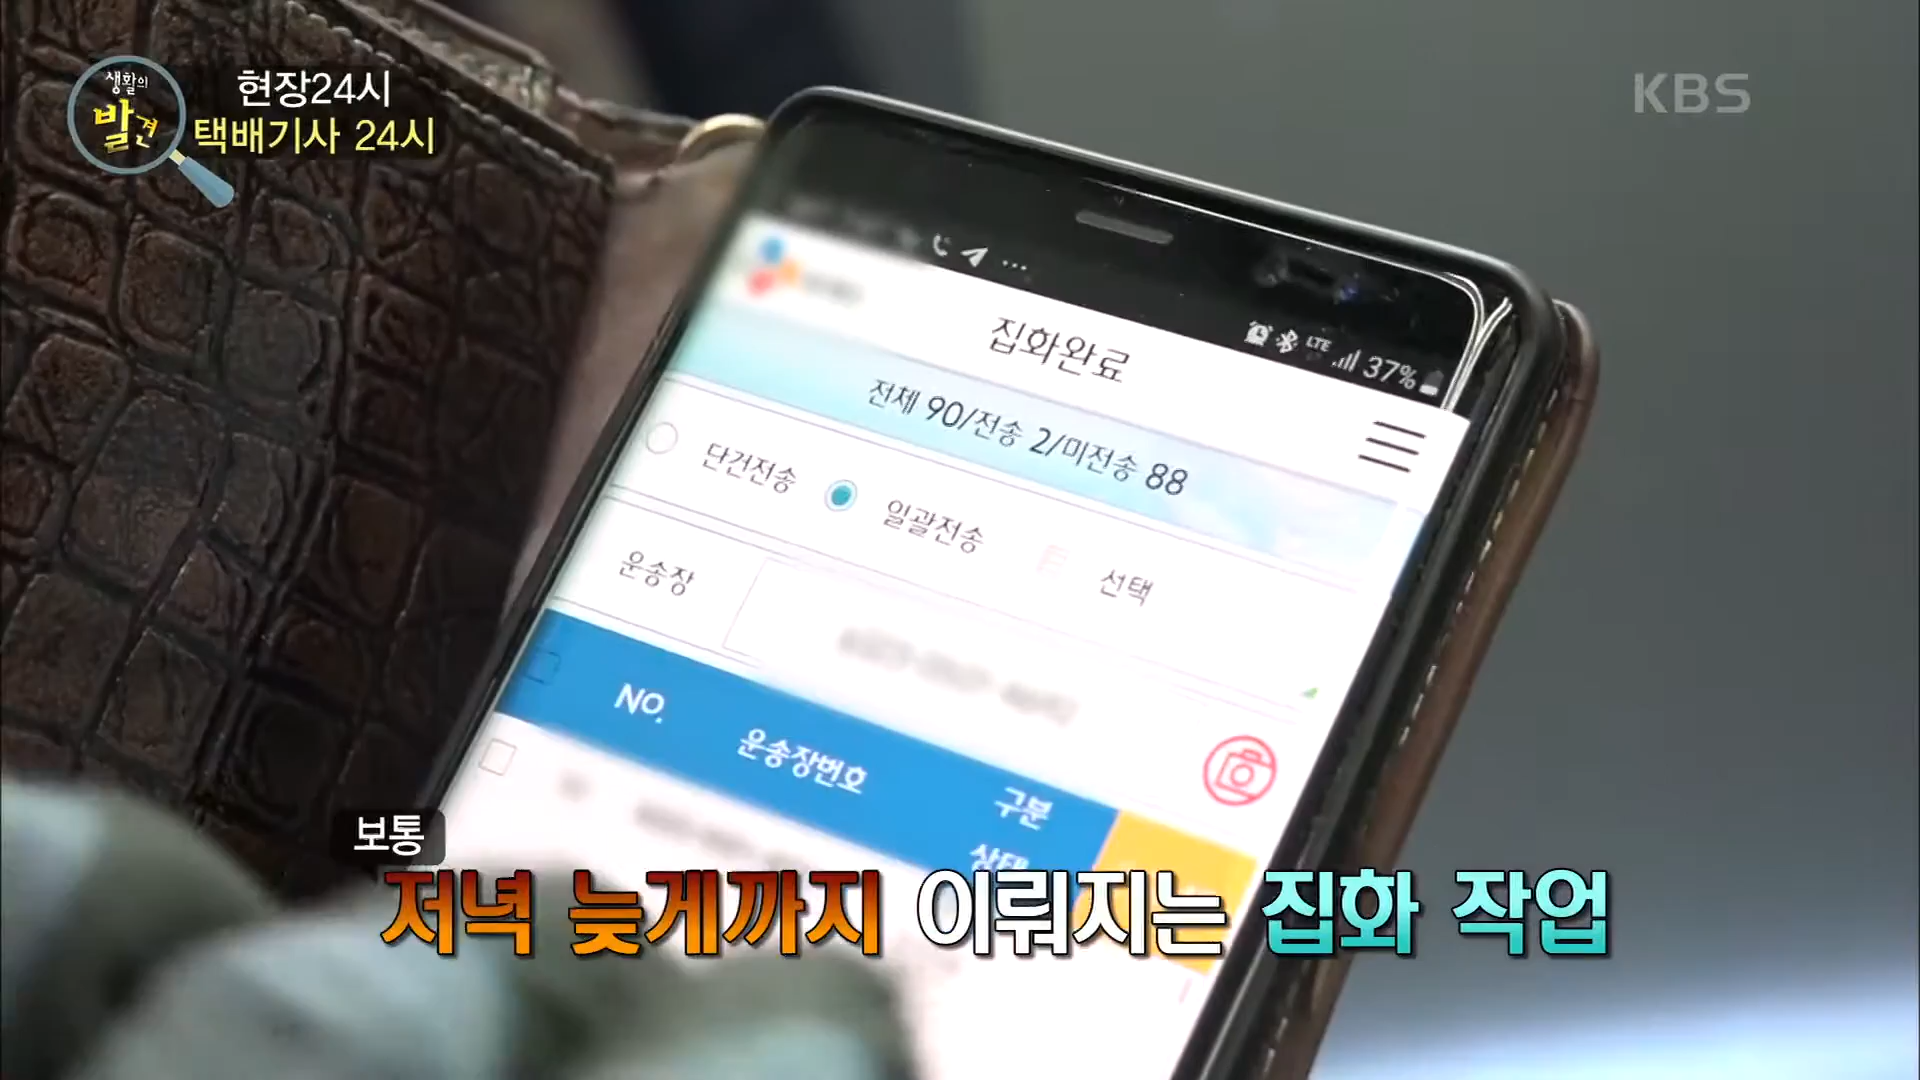 생활의
발견
현장24시
택배기사 24시
KBS
LTE 37%
집화완료
전체 90/전송 2/미전송 88
단건전송 일괄전송 선택
운송장
NO. 운송장번호 구분
상태
보통
저녁 늦게까지 이뤄지는 집화 작업